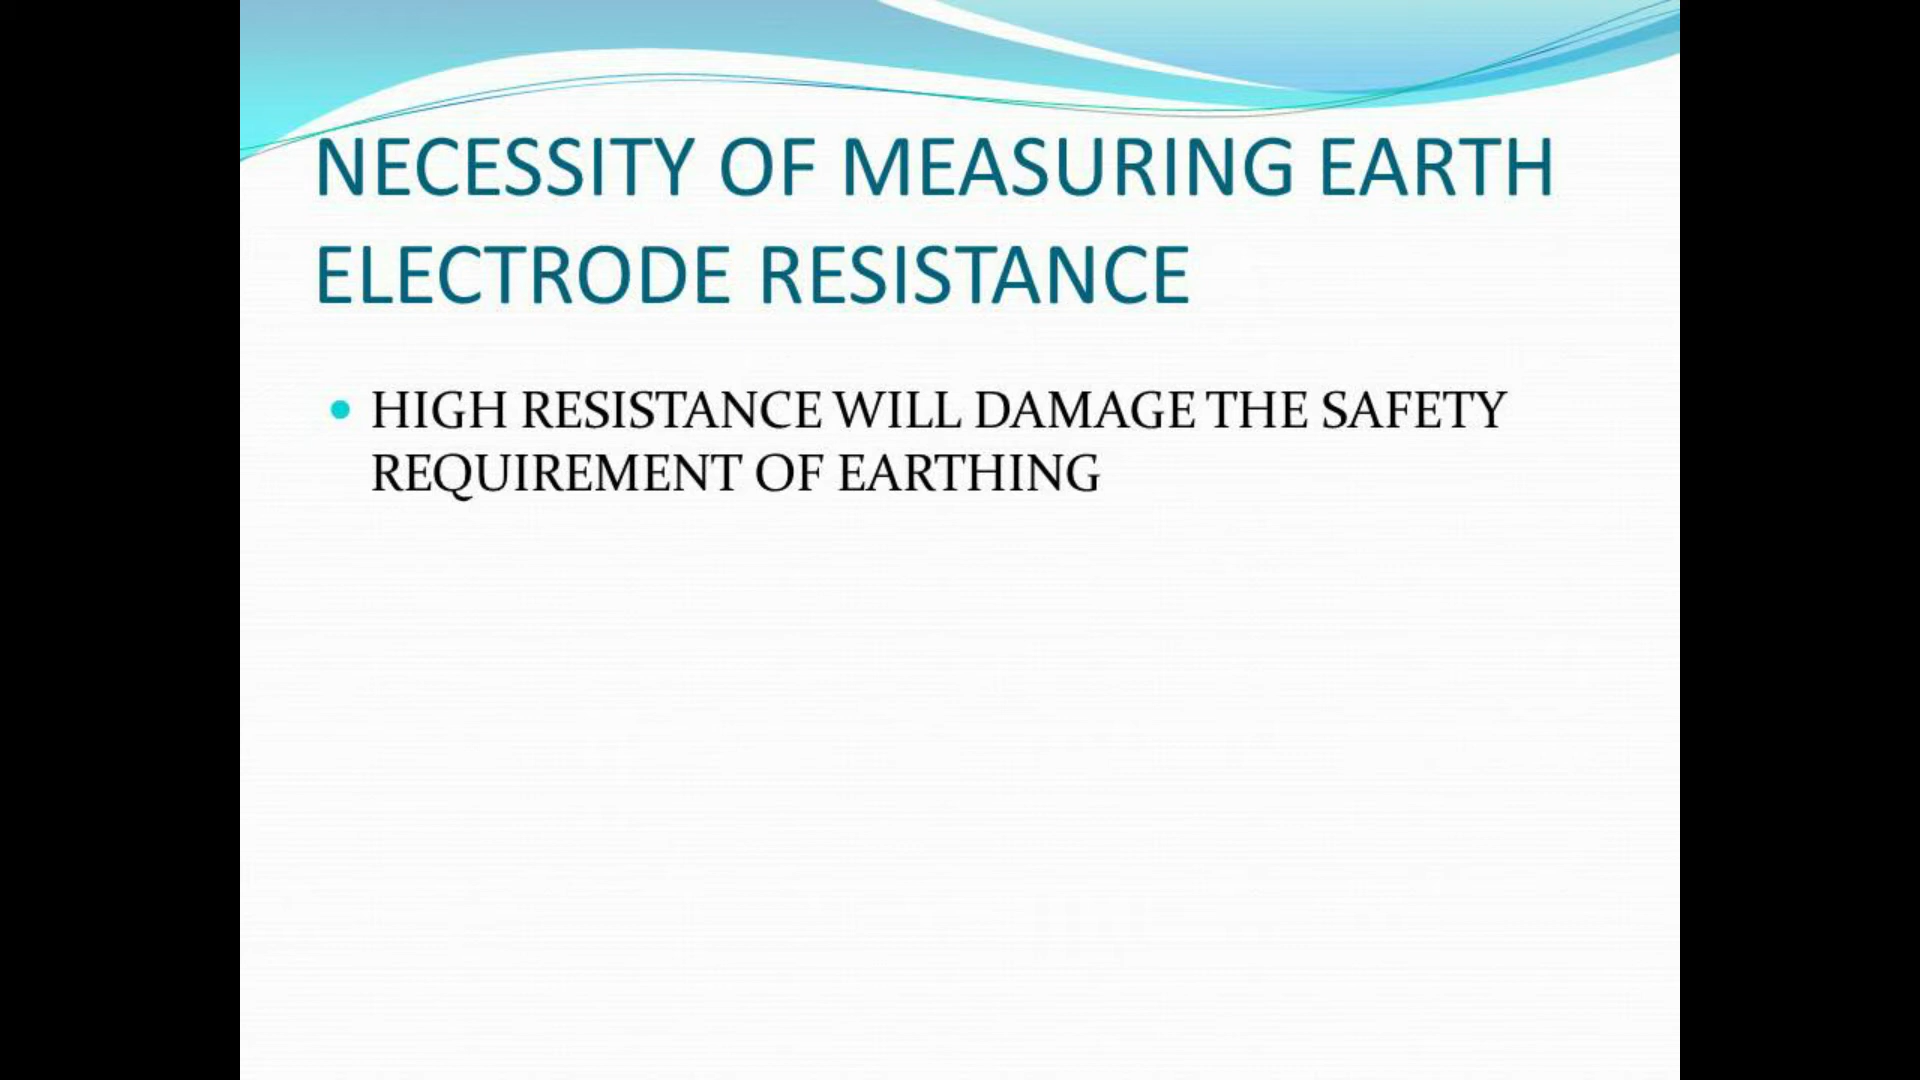 NECESSITY OF MEASURING EARTH
ELECTRODE RESISTANCE
• HIGH RESISTANCE WILL DAMAGE THE SAFETY
REQUIREMENT OF EARTHING